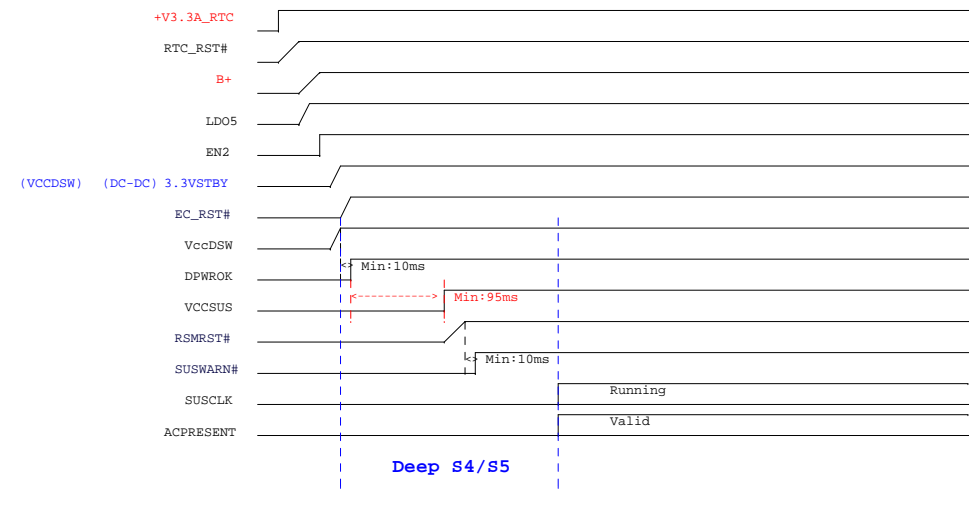 +V3.3A_RTC
RTC_RST#
B+
LDO5
EN2
(VCCDSW) (DC-DC) 3.3VSTBY
EC_RST#
VccDSW
DPWROK
Min:10ms
VCCSUS
Min:95ms
RSMRST#
SUSWARN#
Min:10ms
SUSCLK
Running
ACPRESENT
Valid
Deep S4/S5